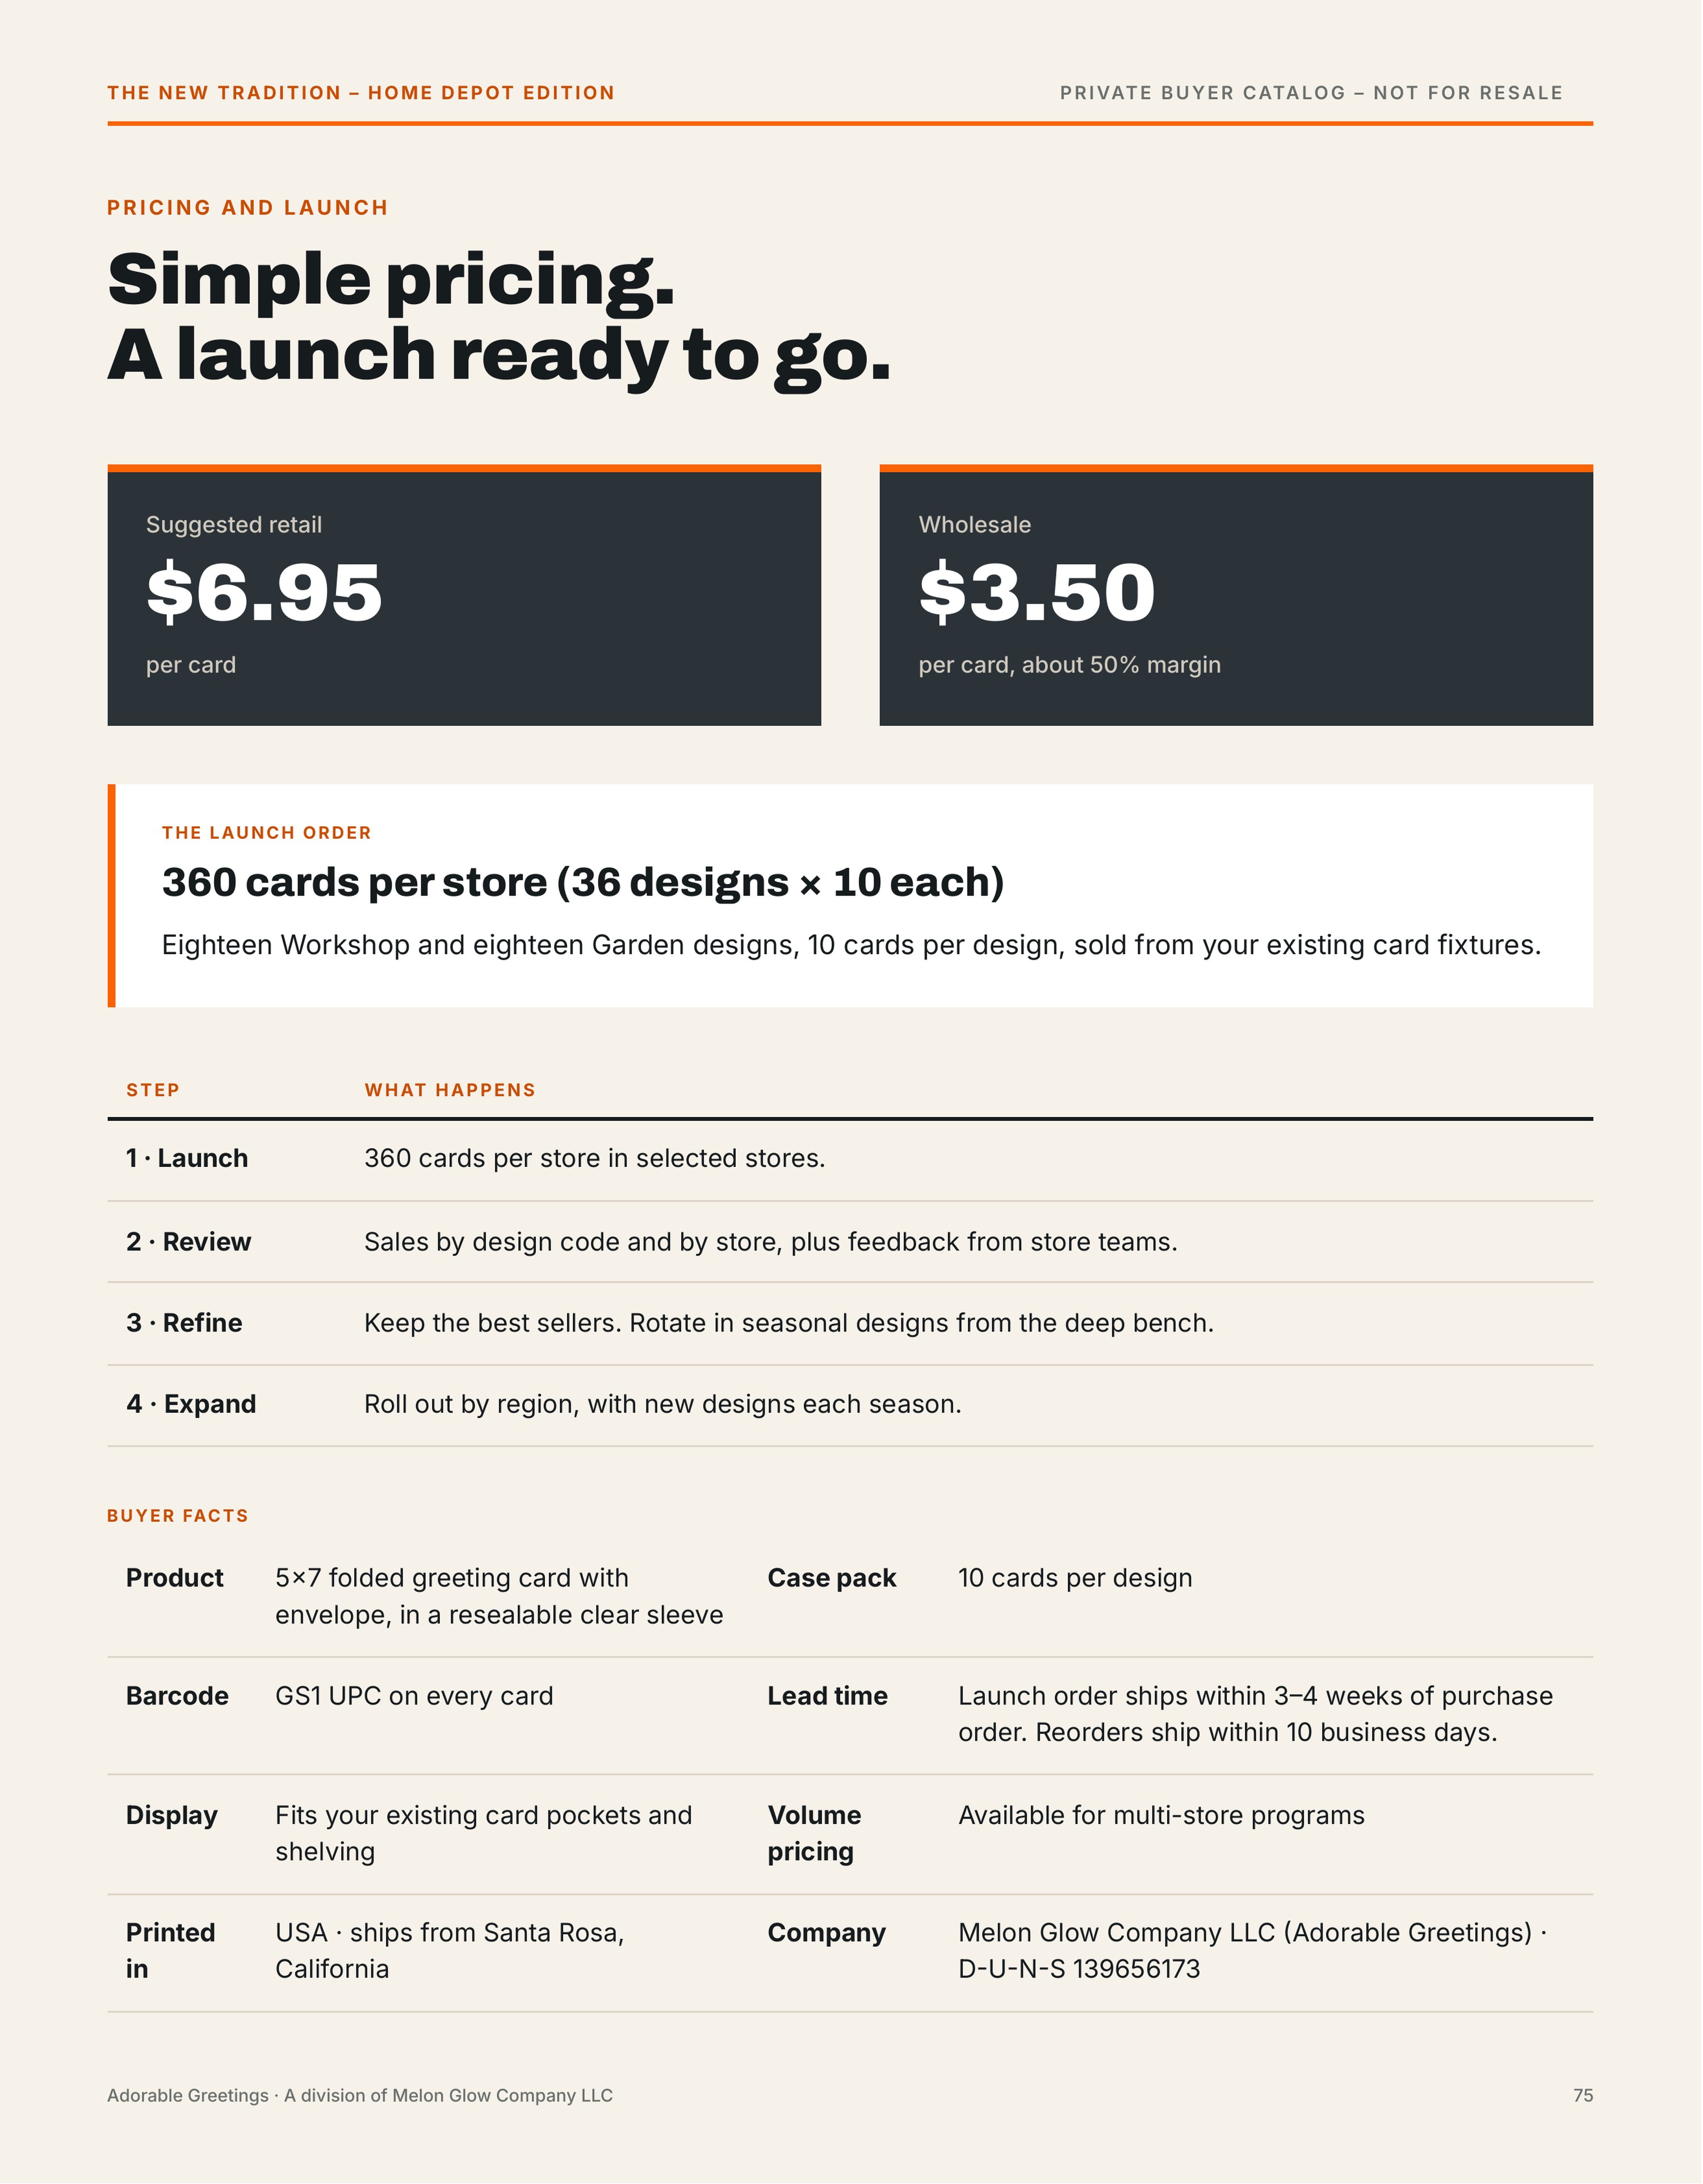 THE NEW TRADITION – HOME DEPOT EDITION
PRIVATE BUYER CATALOG – NOT FOR RESALE
PRICING AND LAUNCH
Simple pricing.
A launch ready to go.
Suggested retail
$6.95
per card
Wholesale
$3.50
per card, about 50% margin
THE LAUNCH ORDER
360 cards per store (36 designs × 10 each)
Eighteen Workshop and eighteen Garden designs, 10 cards per design, sold from your existing card fixtures.
STEP WHAT HAPPENS
1 · Launch 360 cards per store in selected stores.
2 · Review Sales by design code and by store, plus feedback from store teams.
3 · Refine Keep the best sellers. Rotate in seasonal designs from the deep bench.
4 · Expand Roll out by region, with new designs each season.
BUYER FACTS
Product 5×7 folded greeting card with
envelope, in a resealable clear sleeve
Case pack 10 cards per design
Barcode GS1 UPC on every card
Lead time Launch order ships within 3–4 weeks of purchase
order. Reorders ship within 10 business days.
Display Fits your existing card pockets and
shelving
Volume
pricing
Available for multi-store programs
Printed
in
USA · ships from Santa Rosa,
California
Company Melon Glow Company LLC (Adorable Greetings) ·
D-U-N-S 139656173
Adorable Greetings · A division of Melon Glow Company LLC
75